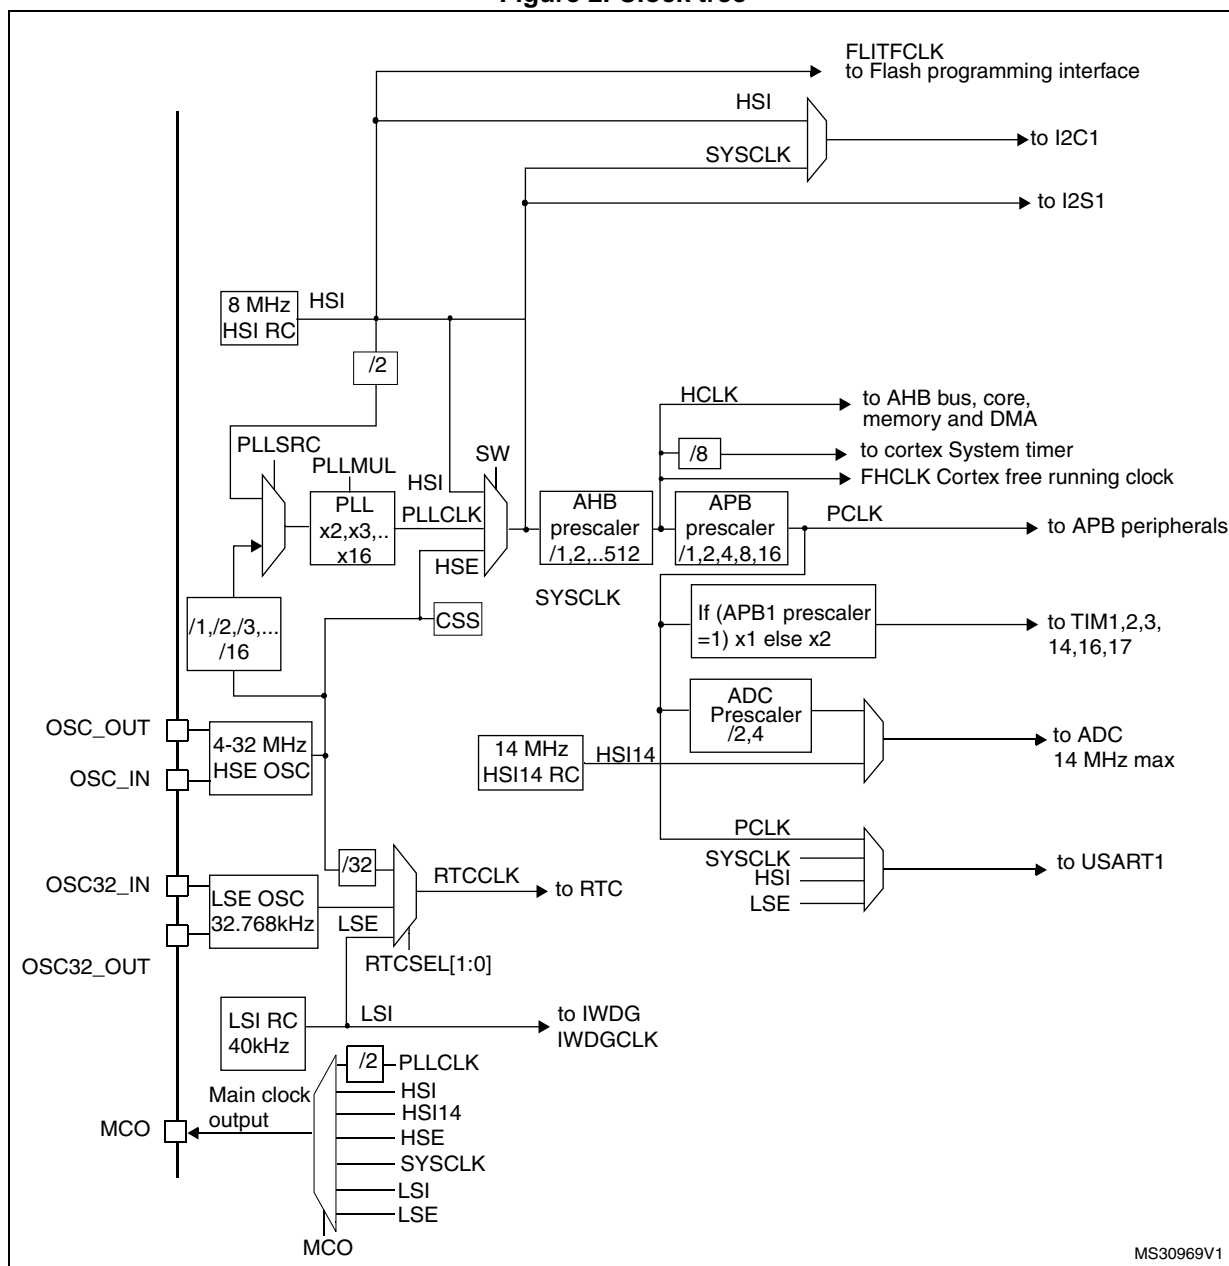 Figure 2. Clock tree
FLITFCLK
to Flash programming interface
HSI
to I2C1
SYSCLK
to I2S1
8 MHz
HSI RC
HSI
/2
HCLK
to AHB bus, core,
memory and DMA
PLLSRC
/8
to cortex System timer
SW
PLLMUL
FHCLK Cortex free running clock
HSI
PLL
x2,x3,..
x16
PLLCLK
AHB
prescaler
/1,2,..512
APB
prescaler
/1,2,4,8,16
PCLK
to APB peripherals
HSE
SYSCLK
/1,/2,/3,...
/16
CSS
If (APB1 prescaler
=1) x1 else x2
to TIM1,2,3,
14,16,17
OSC_OUT
4-32 MHz
HSE OSC
OSC_IN
ADC
Prescaler
/2,4
14 MHz
HSI14 RC
HSI14
to ADC
14 MHz max
PCLK
SYSCLK
HSI
LSE
to USART1
/32
OSC32_IN
LSE OSC
32.768kHz
LSE
RTCCLK
to RTC
OSC32_OUT
RTCSEL[1:0]
LSI RC
40kHz
LSI
to IWDG
IWDGCLK
/2
PLLCLK
Main clock
output
HSI
HSI14
MCO
HSE
SYSCLK
LSI
LSE
MCO
MS30969V1